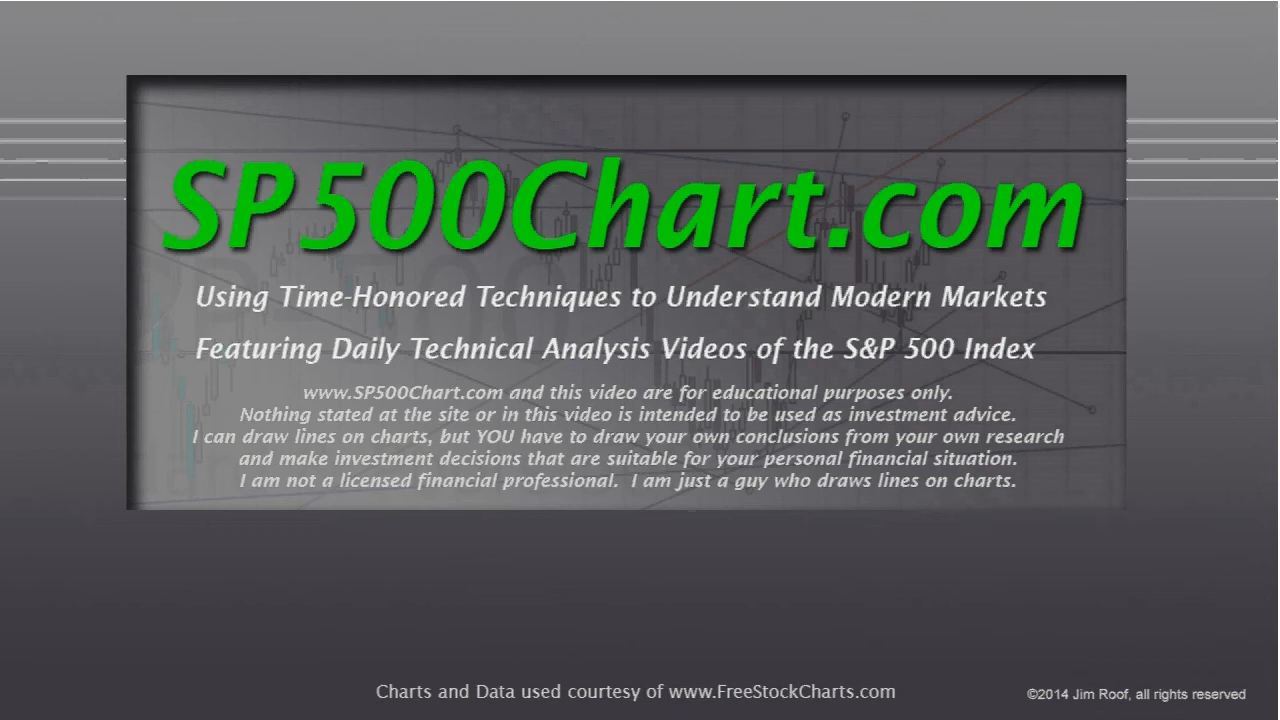 SP500Chart.com
Using Time-Honored Techniques to Understand Modern Markets
Featuring Daily Technical Analysis Videos of the S&P 500 Index
www.SP500Chart.com and this video are for educational purposes only.
Nothing stated at the site or in this video is intended to be used as investment advice.
I can draw lines on charts, but YOU have to draw your own conclusions from your own research
and make investment decisions that are suitable for your personal financial situation.
I am not a licensed financial professional.  I am just a guy who draws lines on charts.
Charts and Data used courtesy of www.FreeStockCharts.com
©2014 Jim Roof, all rights reserved